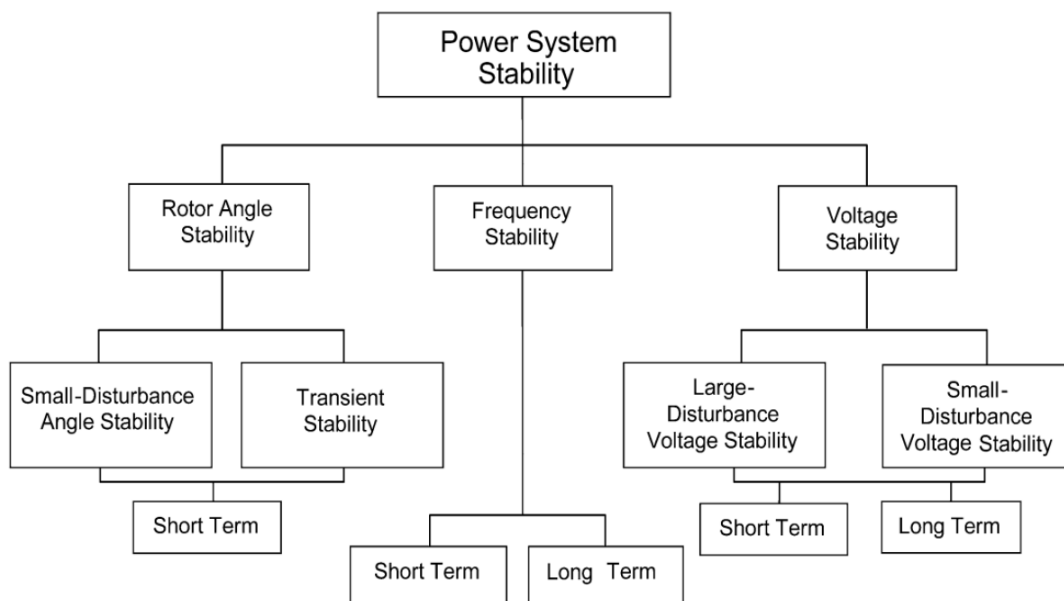 Power System
Stability
Rotor Angle
Stability
Frequency
Stability
Voltage
Stability
Small-Disturbance
Angle Stability
Transient
Stability
Large-
Disturbance
Voltage Stability
Small-
Disturbance
Voltage Stability
Short Term
Short Term
Long Term
Short Term
Long Term